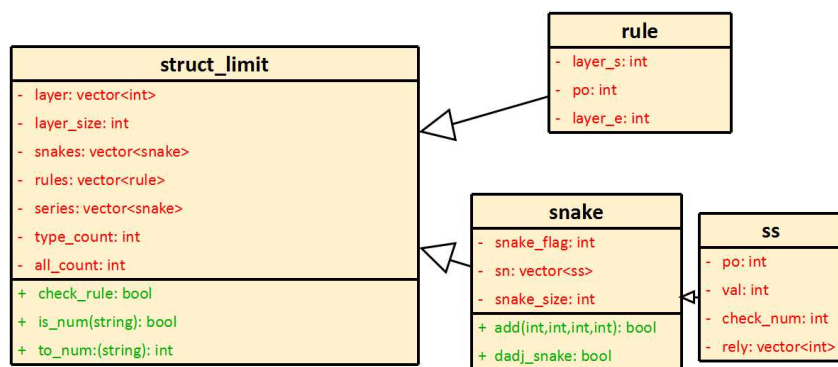 struct_limit
- layer: vector<int>
- layer_size: int
- snakes: vector<snake>
- rules: vector<rule>
- series: vector<snake>
- type_count: int
- all_count: int
+ check_rule: bool
+ is_num(string): bool
+ to_num:(string): int
rule
- layer_s: int
- po: int
- layer_e: int
snake
- snake_flag: int
- sn: vector<ss>
- snake_size: int
+ add(int,int,int,int): bool
+ dadj_snake: bool
ss
- po: int
- val: int
- check_num: int
- rely: vector<int>